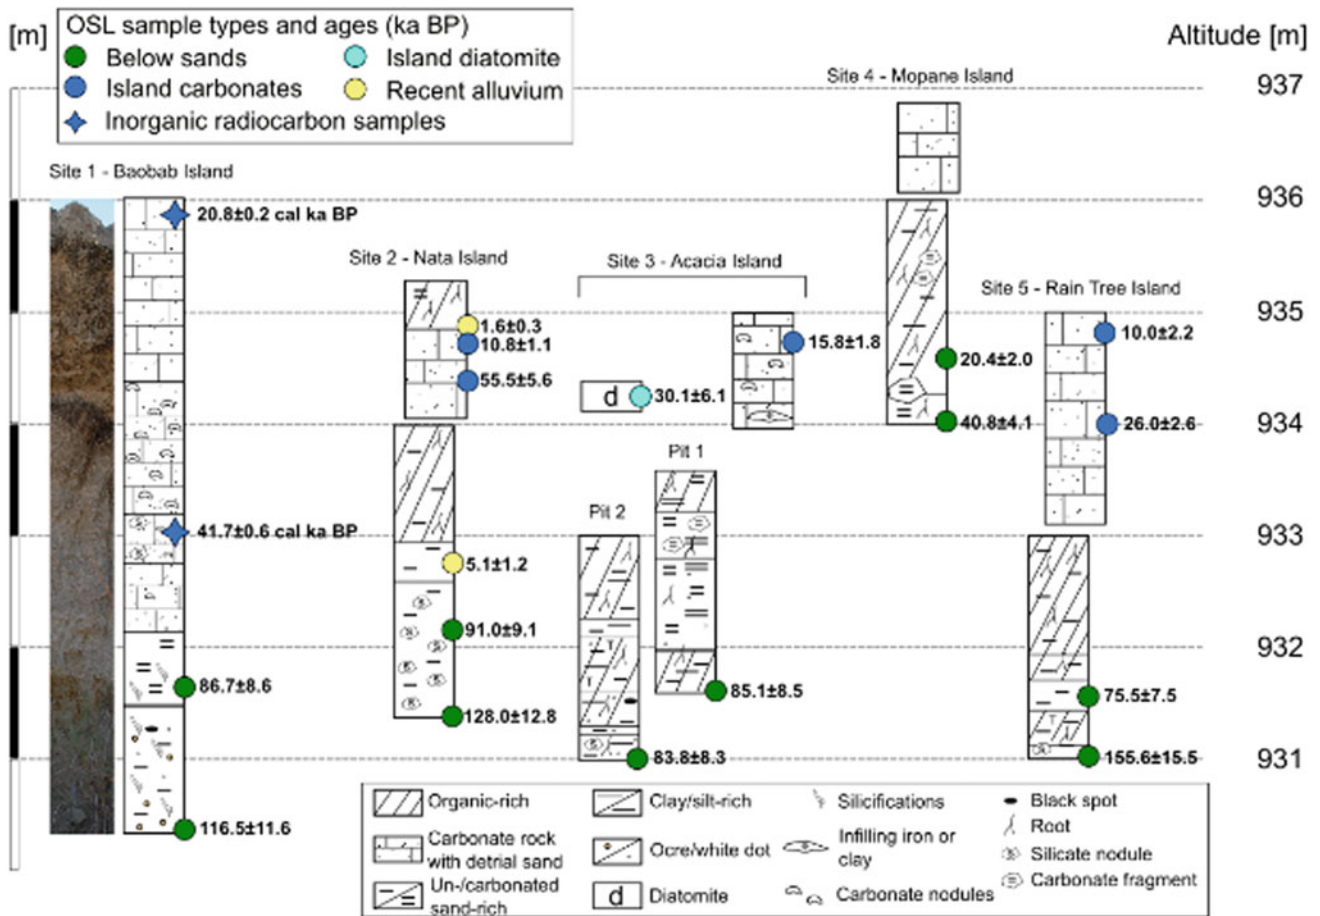 [m]
OSL sample types and ages (ka BP)
Below sands
Island diatomite
Island carbonates
Recent alluvium
Inorganic radiocarbon samples
Altitude [m]
Site 4 - Mopane Island
937
Site 1 - Baobab Island
936
20.8±0.2 cal ka BP
Site 2 - Nata Island
Site 3 - Acacia Island
Site 5 - Rain Tree Island
935
1.6±0.3
10.8±1.1
15.8±1.8
10.0±2.2
20.4±2.0
55.5±5.6
d
30.1±6.1
40.8±4.1
26.0±2.6
934
Pit 1
Pit 2
41.7±0.6 cal ka BP
933
5.1±1.2
91.0±9.1
932
86.7±8.6
85.1±8.5
75.5±7.5
128.0±12.8
83.8±8.3
155.6±15.5
931
116.5±11.6
Organic-rich
Clay/silt-rich
Silicifications
Black spot
Root
Carbonate rock
with detrial sand
Ocre/white dot
Infilling iron or
clay
Silicate nodule
Carbonate fragment
Un-/carbonated
sand-rich
d
Diatomite
Carbonate nodules